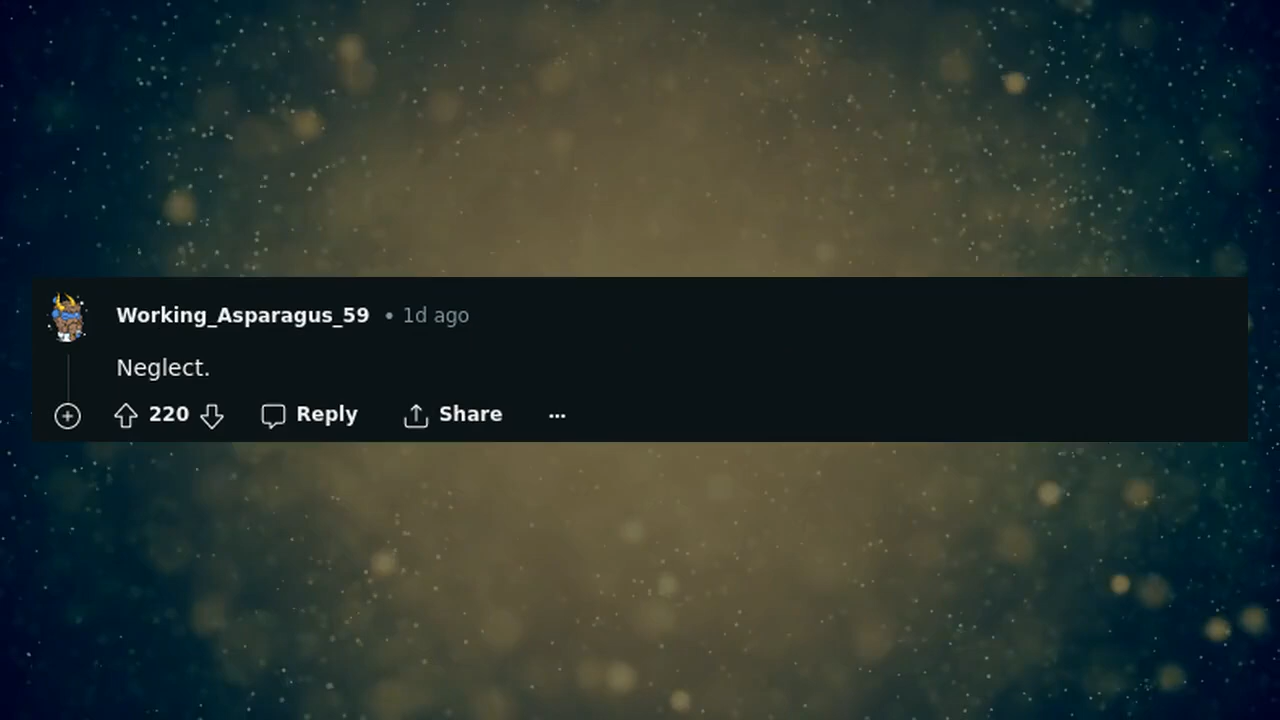 Working_Asparagus_59 • 1d ago
Neglect.
220 Reply Share ...